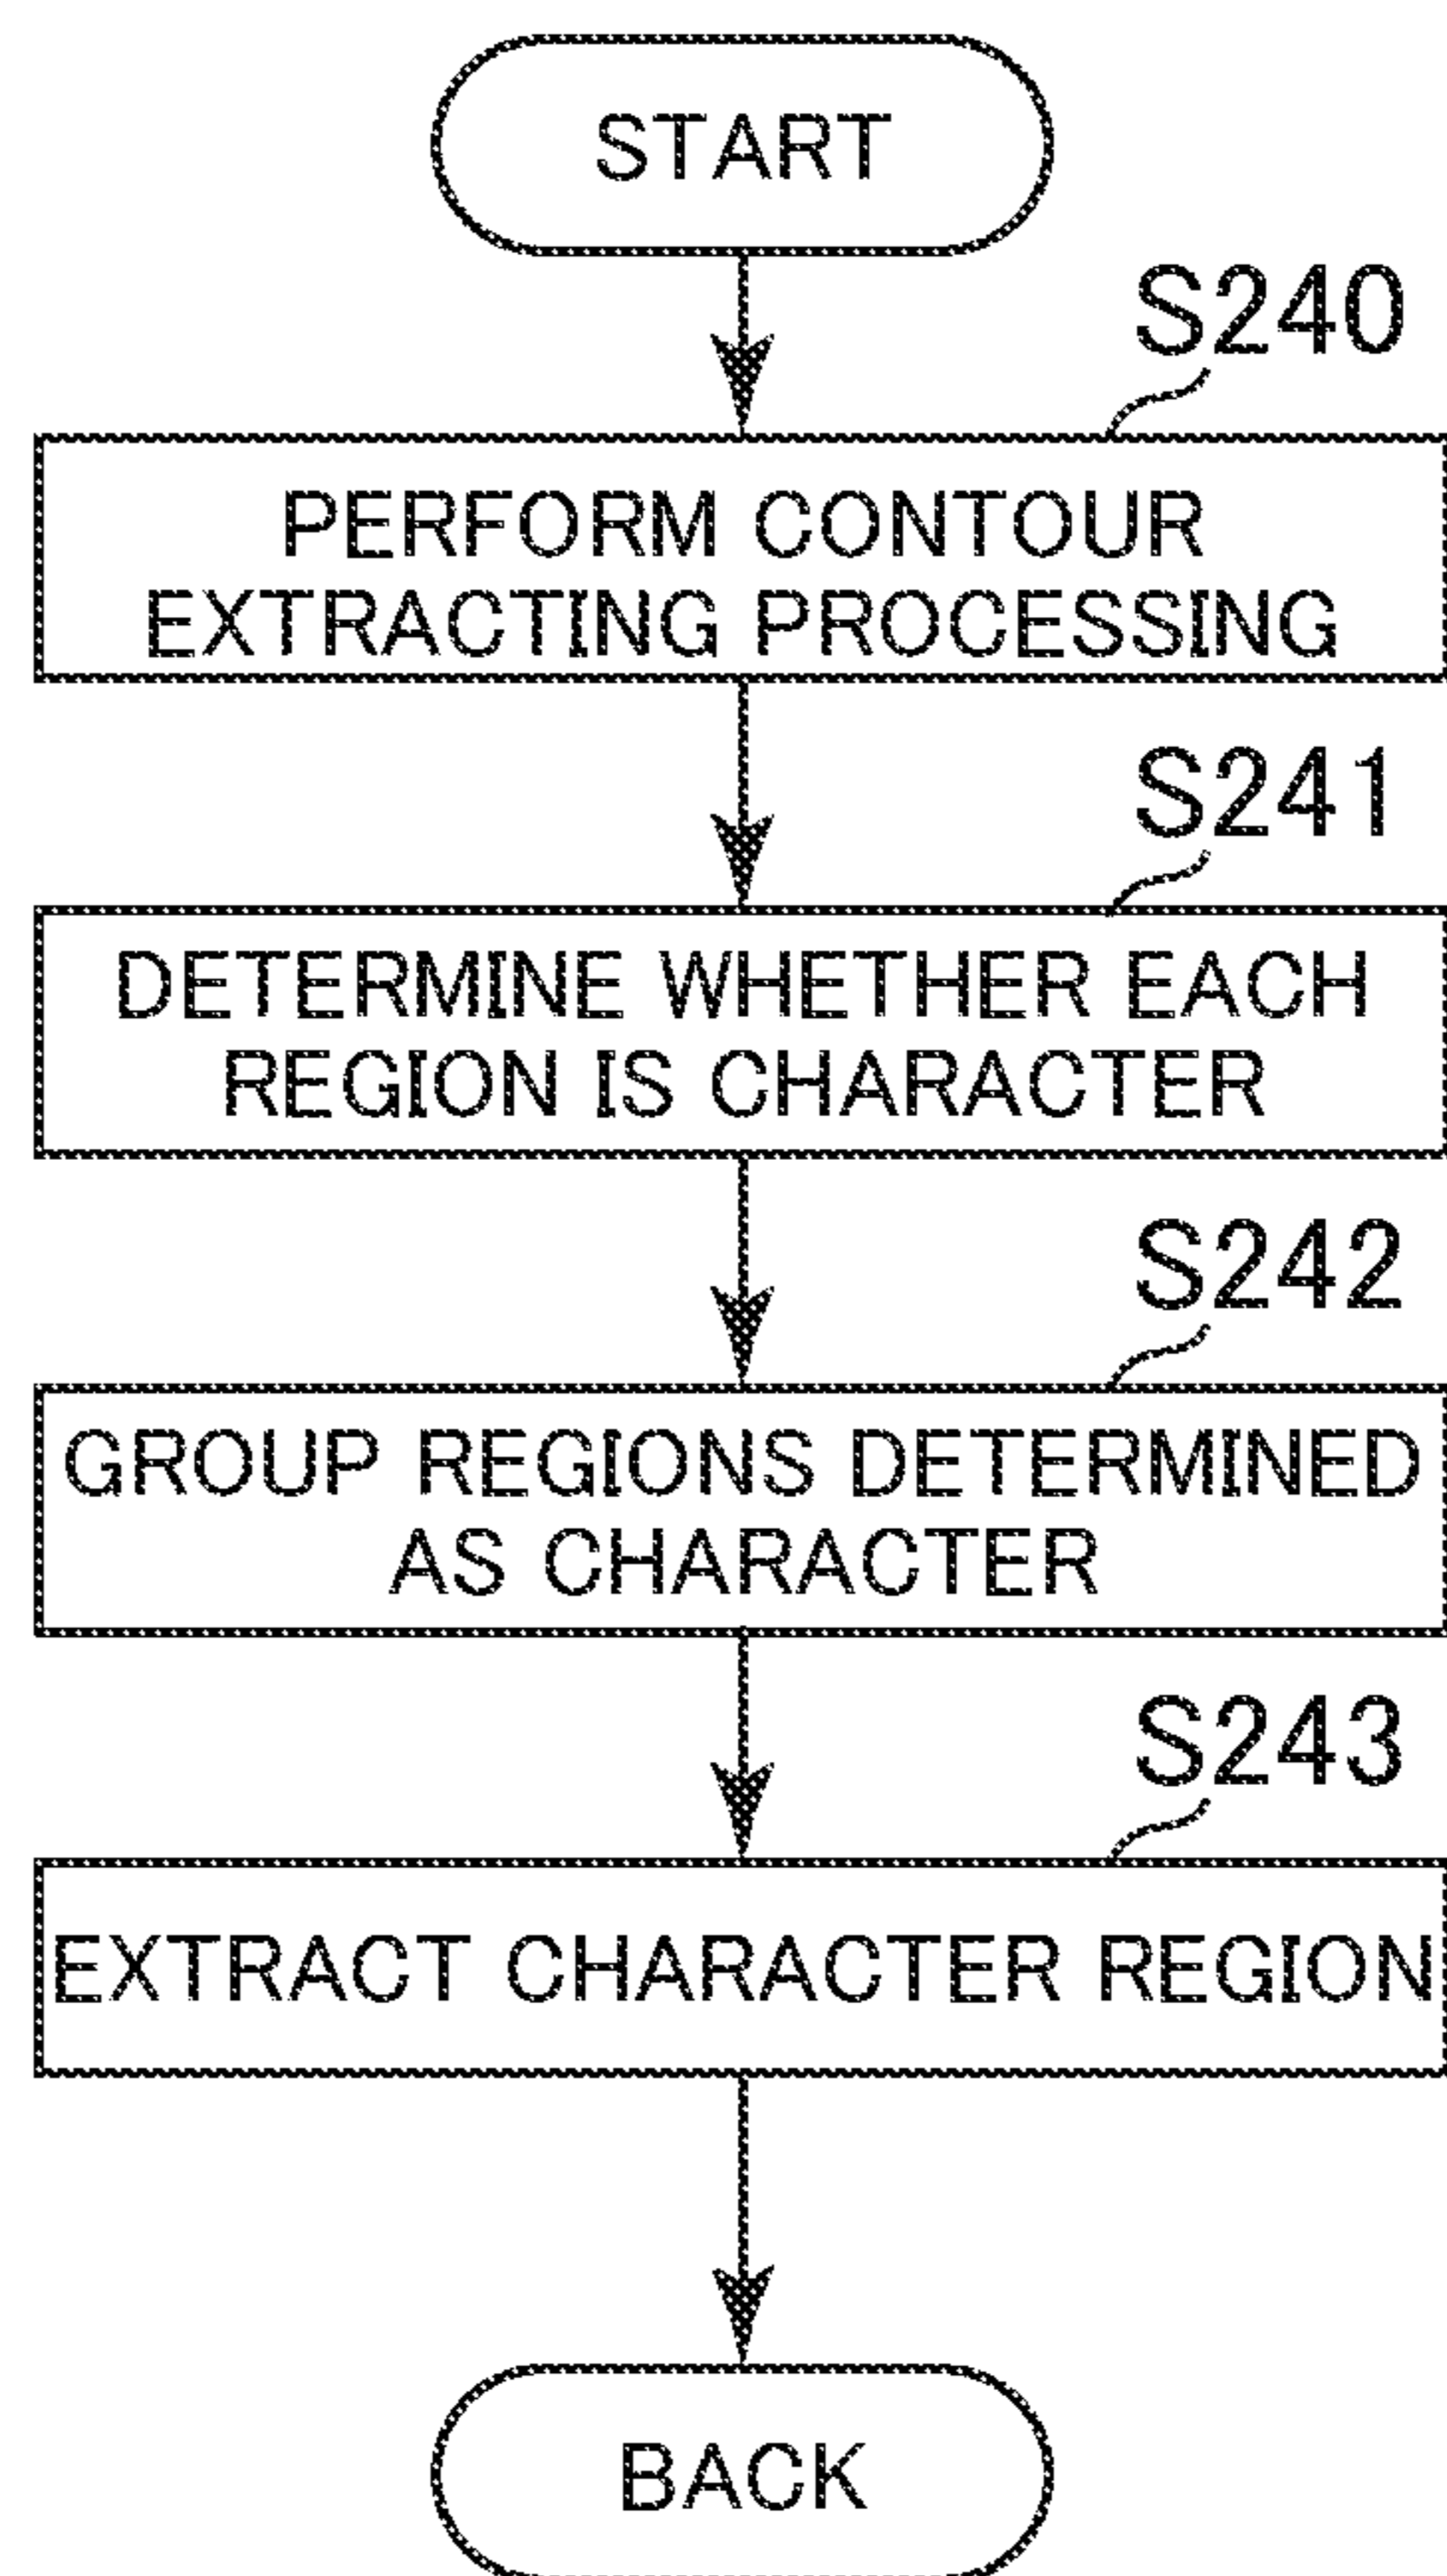 START
S240
PERFORM CONTOUR
EXTRACTING PROCESSING
S241
DETERMINE WHETHER EACH
REGION IS CHARACTER
S242
GROUP REGIONS DETERMINED
AS CHARACTER
S243
EXTRACT CHARACTER REGION
BACK